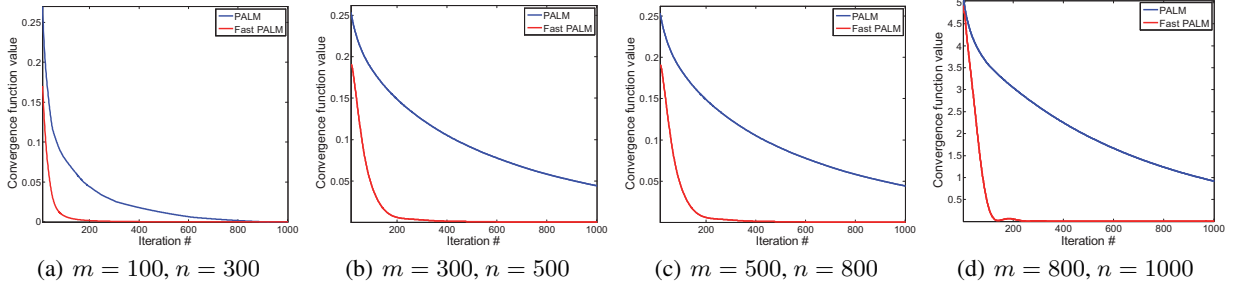 PALM
Fast PALM
Convergence function value
0.25
0.2
0.15
0.1
0.05
0
200
400
600
800
1000
Iteration #
(a) m = 100, n = 300
PALM
Fast PALM
Convergence function value
0.25
0.2
0.15
0.1
0.05
200
400
600
800
1000
Iteration #
(b) m = 300, n = 500
PALM
Fast PALM
Convergence function value
0.25
0.2
0.15
0.1
0.05
200
400
600
800
1000
Iteration #
(c) m = 500, n = 800
PALM
Fast PALM
Convergence function value
5
4.5
4
3.5
3
2.5
2
1.5
1
0.5
200
400
600
800
1000
Iteration #
(d) m = 800, n = 1000